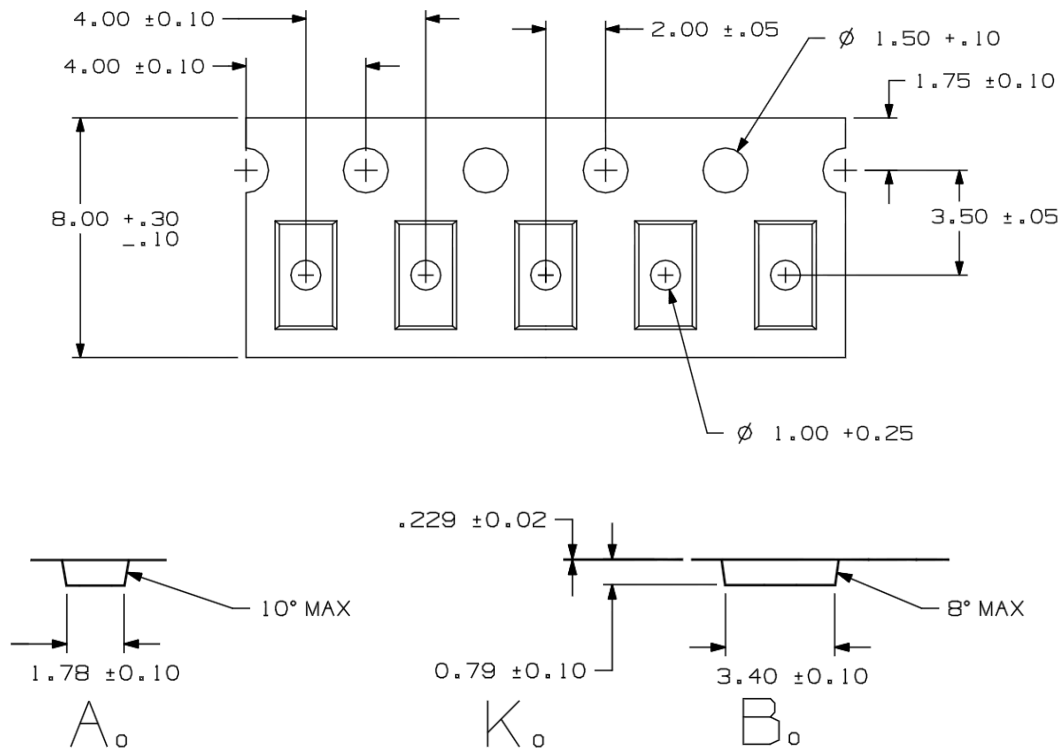 4.00 ±0.10
2.00 ±.05
Ø 1.50 +.10
4.00 ±0.10
1.75 ±0.10
8.00 +.30
-.10
3.50 ±.05
Ø 1.00 +0.25
.229 ±0.02
10° MAX
8° MAX
1.78 ±0.10
0.79 ±0.10
3.40 ±0.10
A₀
K₀
B₀